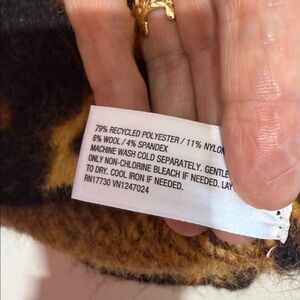 79% RECYCLED POLYESTER / 11% NYLON
6% WOOL / 4% SPANDEX
MACHINE WASH COLD SEPARATELY. GENTLE
ONLY NON-CHLORINE BLEACH IF NEEDED. LAY
TO DRY. COOL IRON IF NEEDED.
RN17730 VN1247024